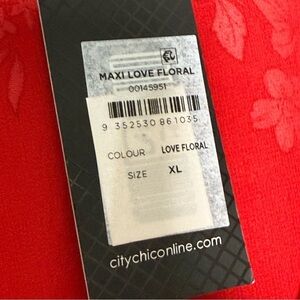 MAXI LOVE FLORAL
00145951
9 352530 861035
COLOUR LOVE FLORAL
SIZE XL
citychiconline.com